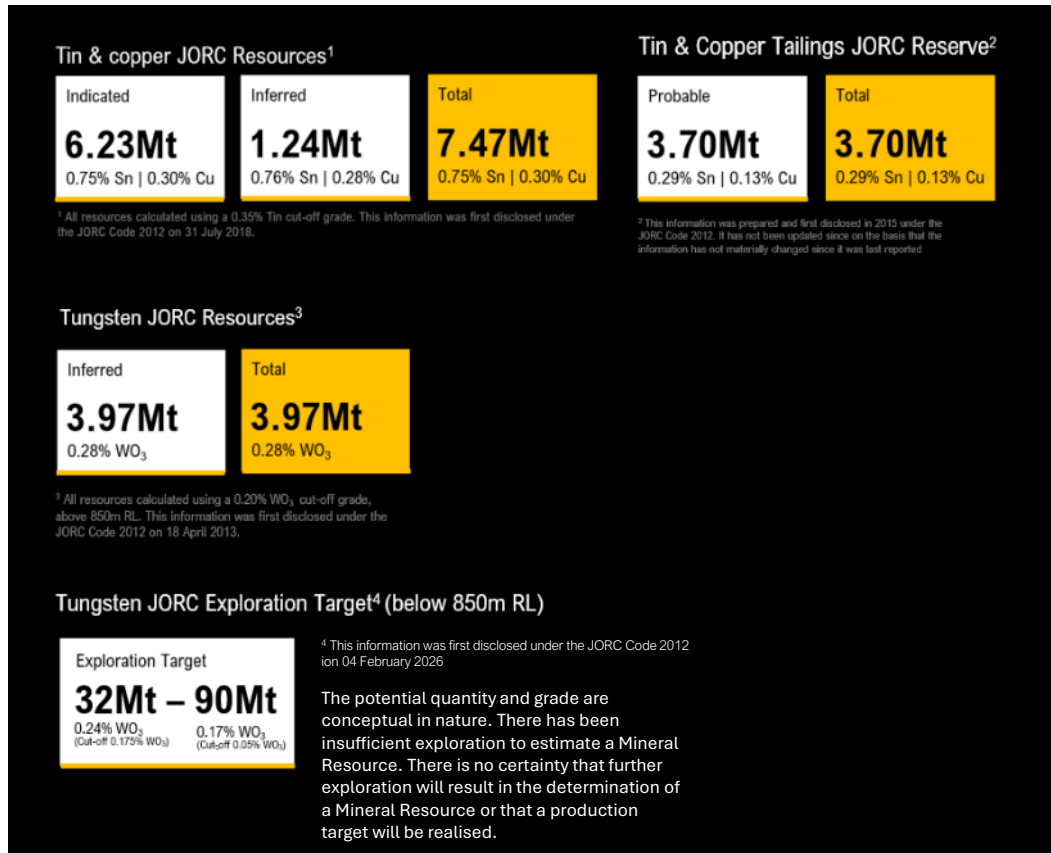 Tin & copper JORC Resources¹
Indicated
6.23Mt
0.75% Sn | 0.30% Cu
Inferred
1.24Mt
0.76% Sn | 0.28% Cu
Total
7.47Mt
0.75% Sn | 0.30% Cu
¹ All resources calculated using a 0.35% Tin cut-off grade. This information was first disclosed under
the JORC Code 2012 on 31 July 2018.
Tin & Copper Tailings JORC Reserve²
Probable
3.70Mt
0.29% Sn | 0.13% Cu
Total
3.70Mt
0.29% Sn | 0.13% Cu
² This information was prepared and first disclosed in 2015 under the
JORC Code 2012. It has not been updated since on the basis that the
information has not materially changed since it was last reported
Tungsten JORC Resources³
Inferred
3.97Mt
0.28% WO₃
Total
3.97Mt
0.28% WO₃
³ All resources calculated using a 0.20% WO₃ cut-off grade,
above 850m RL. This information was first disclosed under the
JORC Code 2012 on 18 April 2013.
Tungsten JORC Exploration Target⁴ (below 850m RL)
Exploration Target
32Mt – 90Mt
0.24% WO₃ 0.17% WO₃
(Cut-off 0.175% WO₃) (Cut-off 0.05% WO₃)
⁴ This information was first disclosed under the JORC Code 2012
ion 04 February 2026
The potential quantity and grade are
conceptual in nature. There has been
insufficient exploration to estimate a Mineral
Resource. There is no certainty that further
exploration will result in the determination of
a Mineral Resource or that a production
target will be realised.